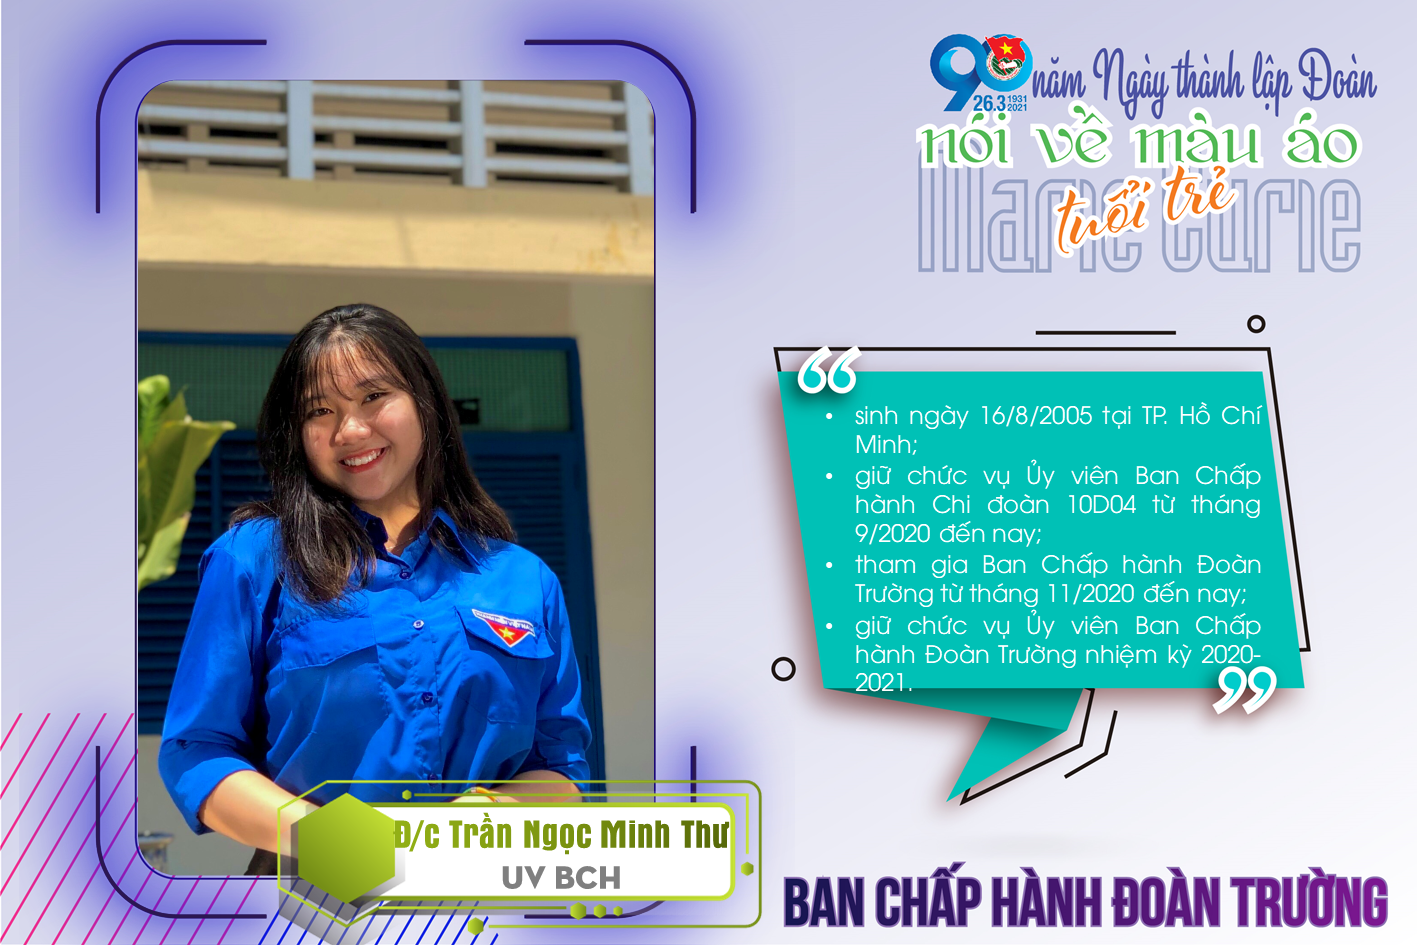 90 năm Ngày thành lập Đoàn
26.3 1931 2021
nói về màu áo
Marie Curie
tuổi trẻ
“
• sinh ngày 16/8/2005 tại TP. Hồ Chí
Minh;
• giữ chức vụ Ủy viên Ban Chấp
hành Chi đoàn 10D04 từ tháng
9/2020 đến nay;
• tham gia Ban Chấp hành Đoàn
Trường từ tháng 11/2020 đến nay;
• giữ chức vụ Ủy viên Ban Chấp
hành Đoàn Trường nhiệm kỳ 2020-
2021.
”
Đ/c Trần Ngọc Minh Thư
UV BCH
BAN CHẤP HÀNH ĐOÀN TRƯỜNG